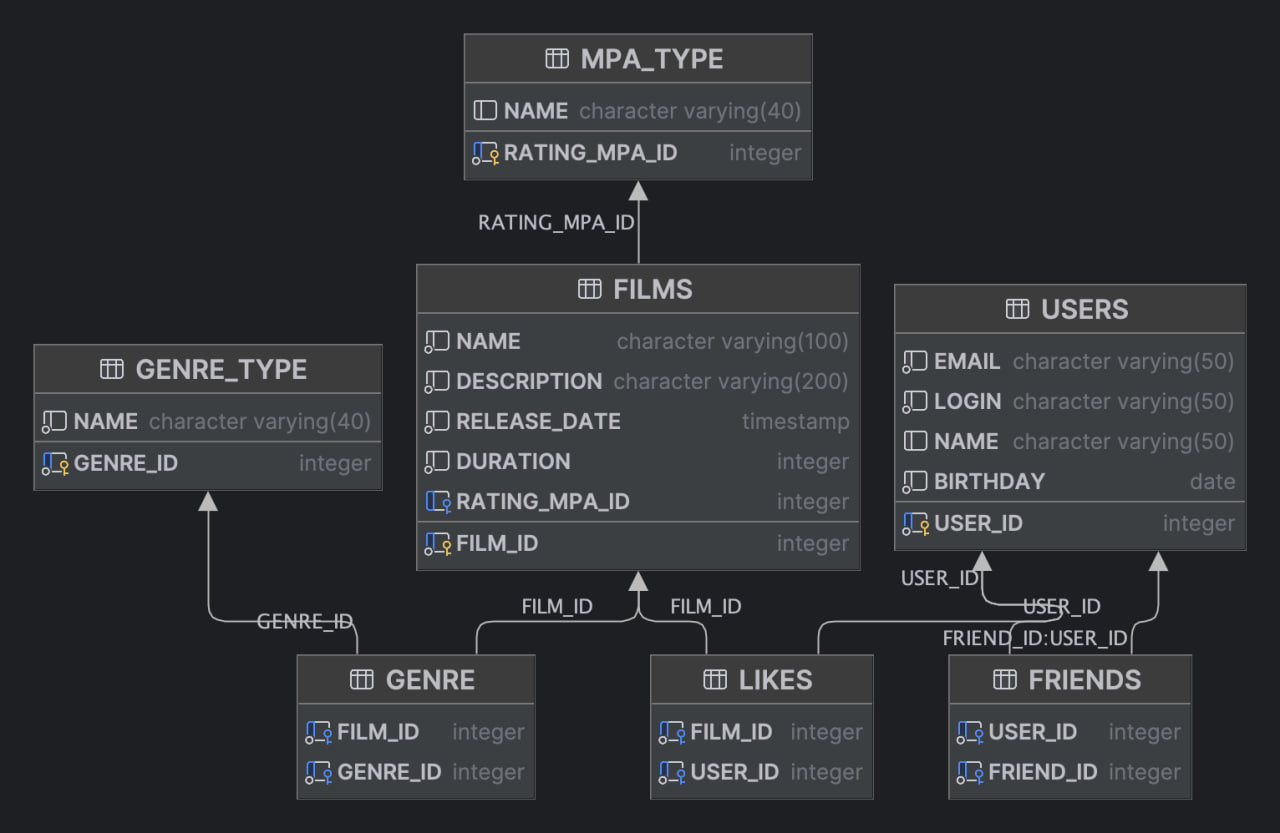 MPA_TYPE
NAME character varying(40)
RATING_MPA_ID integer
RATING_MPA_ID
FILMS
NAME character varying(100)
DESCRIPTION character varying(200)
RELEASE_DATE timestamp
DURATION integer
RATING_MPA_ID integer
FILM_ID integer
USERS
EMAIL character varying(50)
LOGIN character varying(50)
NAME character varying(50)
BIRTHDAY date
USER_ID integer
GENRE_TYPE
NAME character varying(40)
GENRE_ID integer
GENRE_ID
FILM_ID
FILM_ID
USER_ID
USER_ID
FRIEND_ID:USER_ID
GENRE
FILM_ID integer
GENRE_ID integer
LIKES
FILM_ID integer
USER_ID integer
FRIENDS
USER_ID integer
FRIEND_ID integer